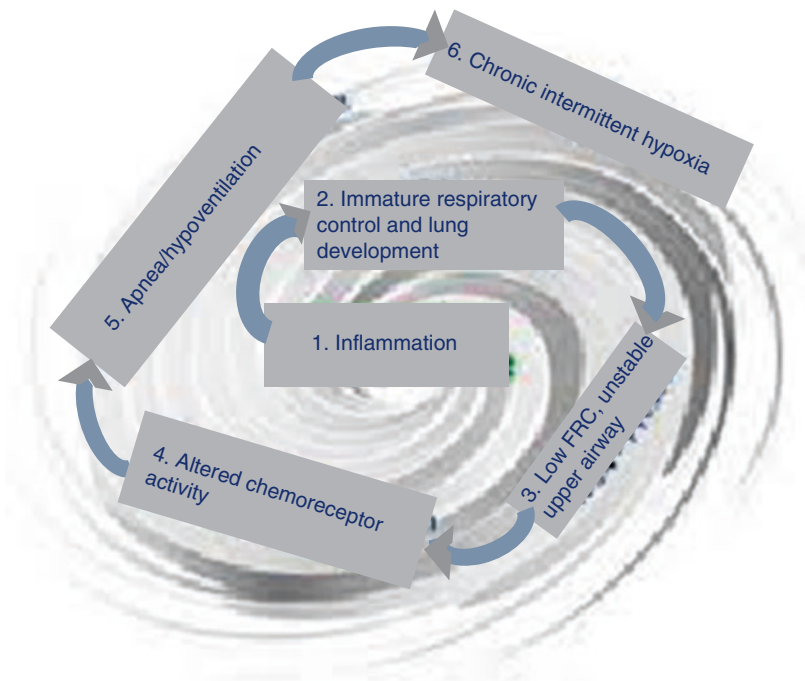 1. Inflammation
2. Immature respiratory
control and lung
development
3. Low FRC, unstable
upper airway
4. Altered chemoreceptor
activity
5. Apnea/hypoventilation
6. Chronic intermittent hypoxia